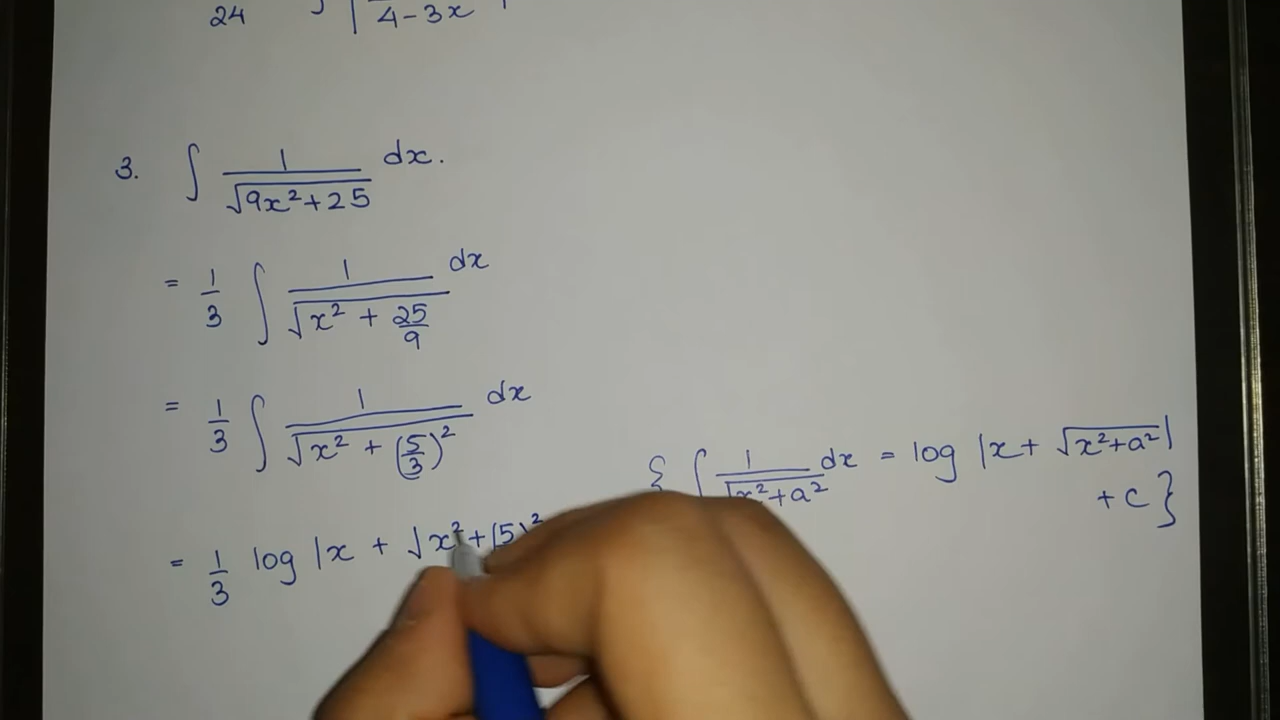 24 ∫ | 4-3x |
3. ∫ 1/√9x²+25 dx.
= 1/3 ∫ 1/√x² + 25/9 dx
= 1/3 ∫ 1/√x² + (5/3)² dx
{ ∫ 1/√x²+a² dx = log |x + √x²+a²|
+ c }
= 1/3 log |x + √x²+(5)²